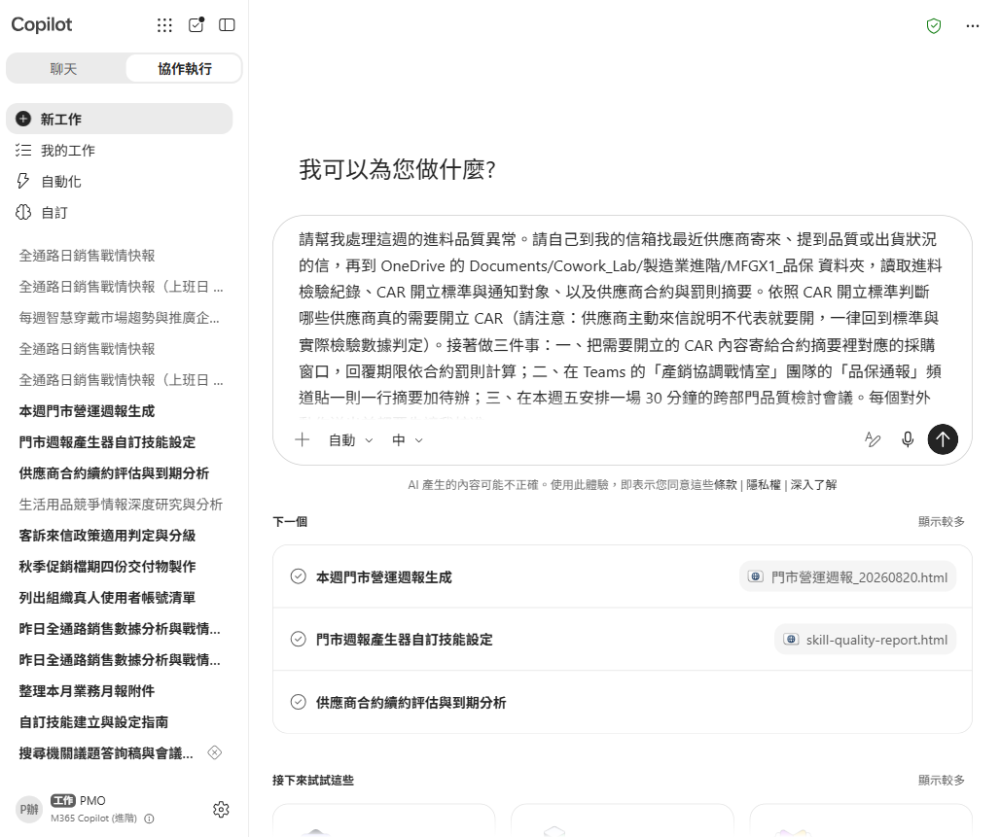 Copilot
聊天
協作執行
新工作
我的工作
自動化
自訂
全通路日銷售戰情快報
全通路日銷售戰情快報（上班日 ...
每週智慧穿戴市場趨勢與推廣企...
全通路日銷售戰情快報
全通路日銷售戰情快報（上班日 ...
本週門市營運週報生成
門市週報產生器自訂技能設定
供應商合約續約評估與到期分析
生活用品競爭情報深度研究與分析
客訴來信政策適用判定與分級
秋季促銷檔期四份交付物製作
列出組織真人使用者帳號清單
昨日全通路銷售數據分析與戰情...
昨日全通路銷售數據分析與戰情...
整理本月業務月報附件
自訂技能建立與設定指南
搜尋機關議題答詢稿與會議...
P辦
工作 PMO
M365 Copilot (進階)
我可以為您做什麼?
請幫我處理這週的進料品質異常。請自己到我的信箱找最近供應商寄來、提到品質或出貨狀況
的信，再到 OneDrive 的 Documents/Cowork_Lab/製造業進階/MFGX1_品保 資料夾，讀取進料
檢驗紀錄、CAR 開立標準與通知對象、以及供應商合約與罰則摘要。依照 CAR 開立標準判斷
哪些供應商真的需要開立 CAR（請注意：供應商主動來信說明不代表就要開，一律回到標準與
實際檢驗數據判定）。接著做三件事：一、把需要開立的 CAR 內容寄給合約摘要裡對應的採購
窗口，回覆期限依合約罰則計算；二、在 Teams 的「產銷協調戰情室」團隊的「品保通報」頻
道貼一則一行摘要加待辦；三、在本週五安排一場 30 分鐘的跨部門品質檢討會議。每個對外
自動
中
AI 產生的內容可能不正確。使用此體驗，即表示您同意這些條款 | 隱私權 | 深入了解
下一個
顯示較多
本週門市營運週報生成
門市營運週報_20260820.html
門市週報產生器自訂技能設定
skill-quality-report.html
供應商合約續約評估與到期分析
接下來試試這些
顯示較多